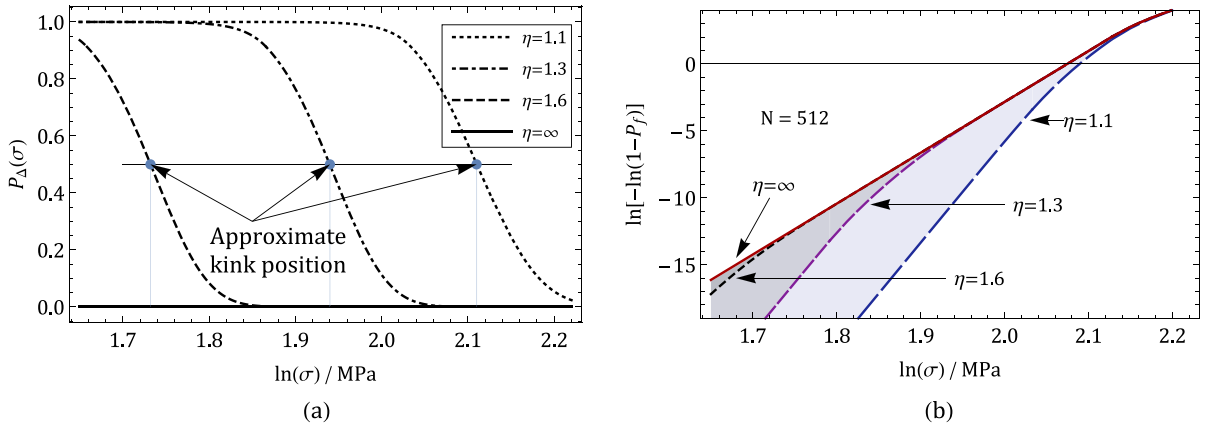 1.0
0.8
0.6
0.4
0.2
0.0
P_Δ(σ)
η=1.1
η=1.3
η=1.6
η=∞
Approximate
kink position
1.7
1.8
1.9
2.0
2.1
2.2
ln(σ) / MPa
(a)
0
−5
−10
−15
ln[−ln(1−P_f)]
N = 512
η=1.1
η=∞
η=1.3
η=1.6
1.7
1.8
1.9
2.0
2.1
2.2
ln(σ) / MPa
(b)